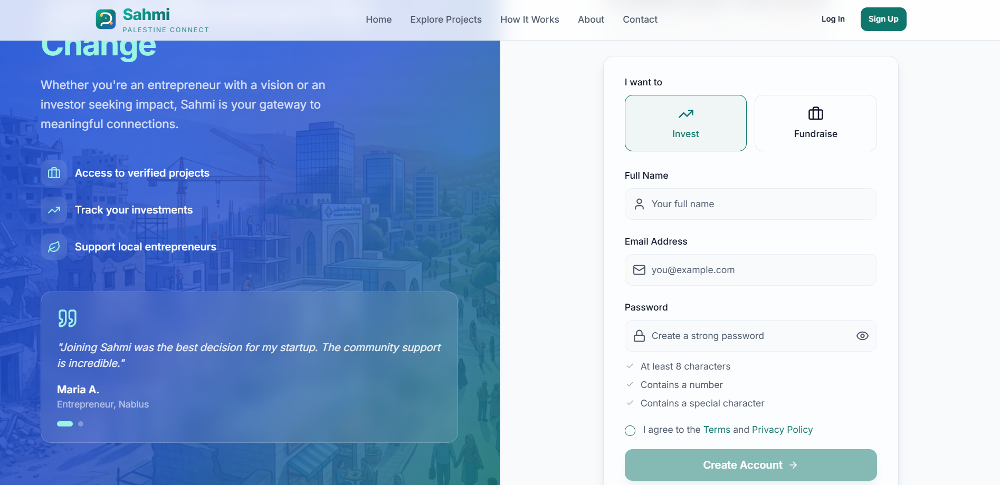 Sahmi
PALESTINE CONNECT
Home
Explore Projects
How It Works
About
Contact
Log In
Sign Up
Change
Whether you're an entrepreneur with a vision or an
investor seeking impact, Sahmi is your gateway to
meaningful connections.
Access to verified projects
Track your investments
Support local entrepreneurs
"Joining Sahmi was the best decision for my startup. The community support
is incredible."
Maria A.
Entrepreneur, Nablus
I want to
Invest
Fundraise
Full Name
Your full name
Email Address
you@example.com
Password
Create a strong password
At least 8 characters
Contains a number
Contains a special character
I agree to the Terms and Privacy Policy
Create Account